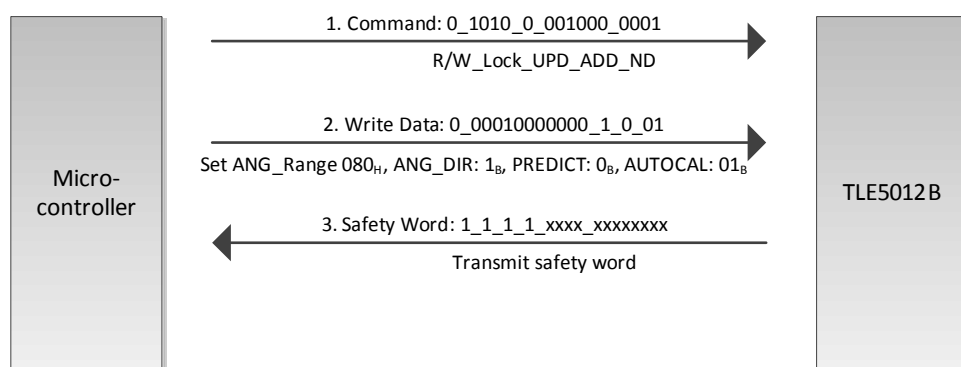 1. Command: 0_1010_0_001000_0001
R/W_Lock_UPD_ADD_ND
2. Write Data: 0_00010000000_1_0_01
Set ANG_Range 080H, ANG_DIR: 1B, PREDICT: 0B, AUTOCAL: 01B
Micro-
controller
TLE5012B
3. Safety Word: 1_1_1_1_xxxx_xxxxxxxx
Transmit safety word